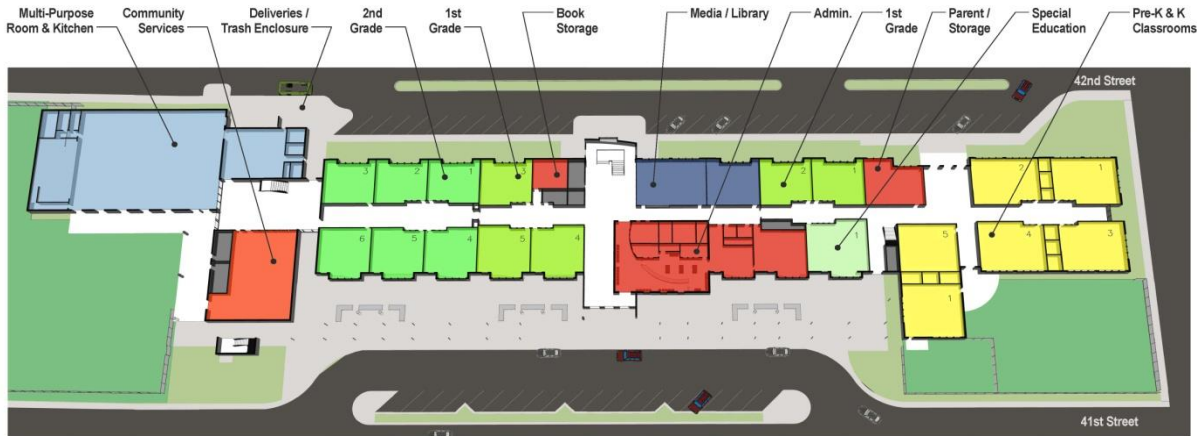 Multi-Purpose
Room & Kitchen
Community
Services
Deliveries /
Trash Enclosure
2nd
Grade
1st
Grade
Book
Storage
Media / Library
Admin.
1st
Grade
Parent /
Storage
Special
Education
Pre-K & K
Classrooms
42nd Street
3
2
1
3
2
1
2
1
6
5
4
5
4
1
5
4
3
1
41st Street